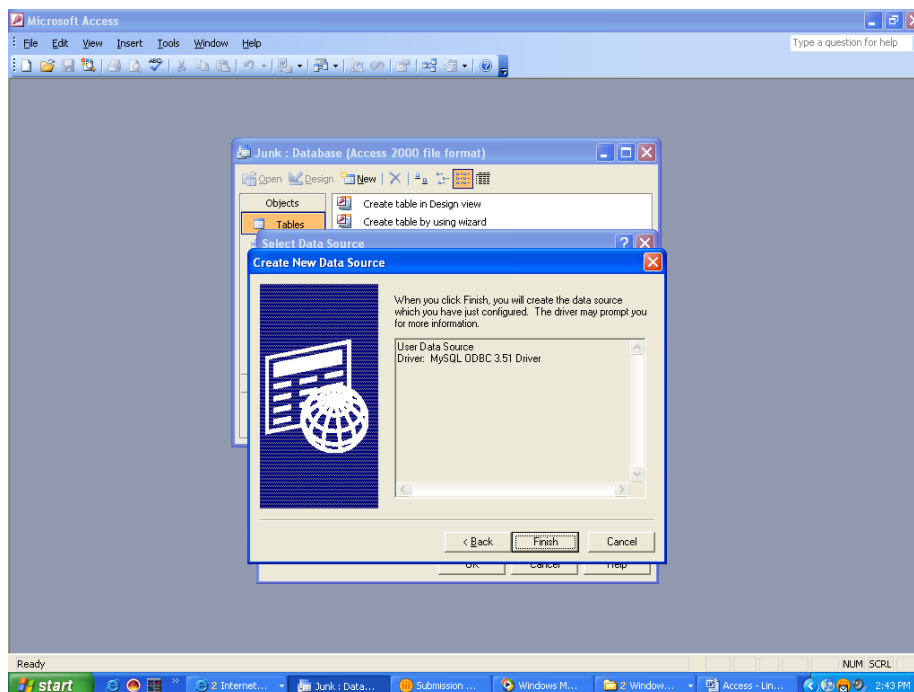 Microsoft Access
File Edit View Insert Tools Window Help
Type a question for help
Junk : Database (Access 2000 file format)
Open Design New
Objects
Create table in Design view
Tables
Create table by using wizard
Select Data Source
Create New Data Source
When you click Finish, you will create the data source
which you have just configured. The driver may prompt you
for more information.
User Data Source
Driver: MySQL ODBC 3.51 Driver
< Back Finish Cancel
OK Cancel Help
Ready
NUM SCRL
start
2 Internet...
Junk : Data...
Submission ...
Windows M...
2 Window...
Access - Lin...
2:43 PM